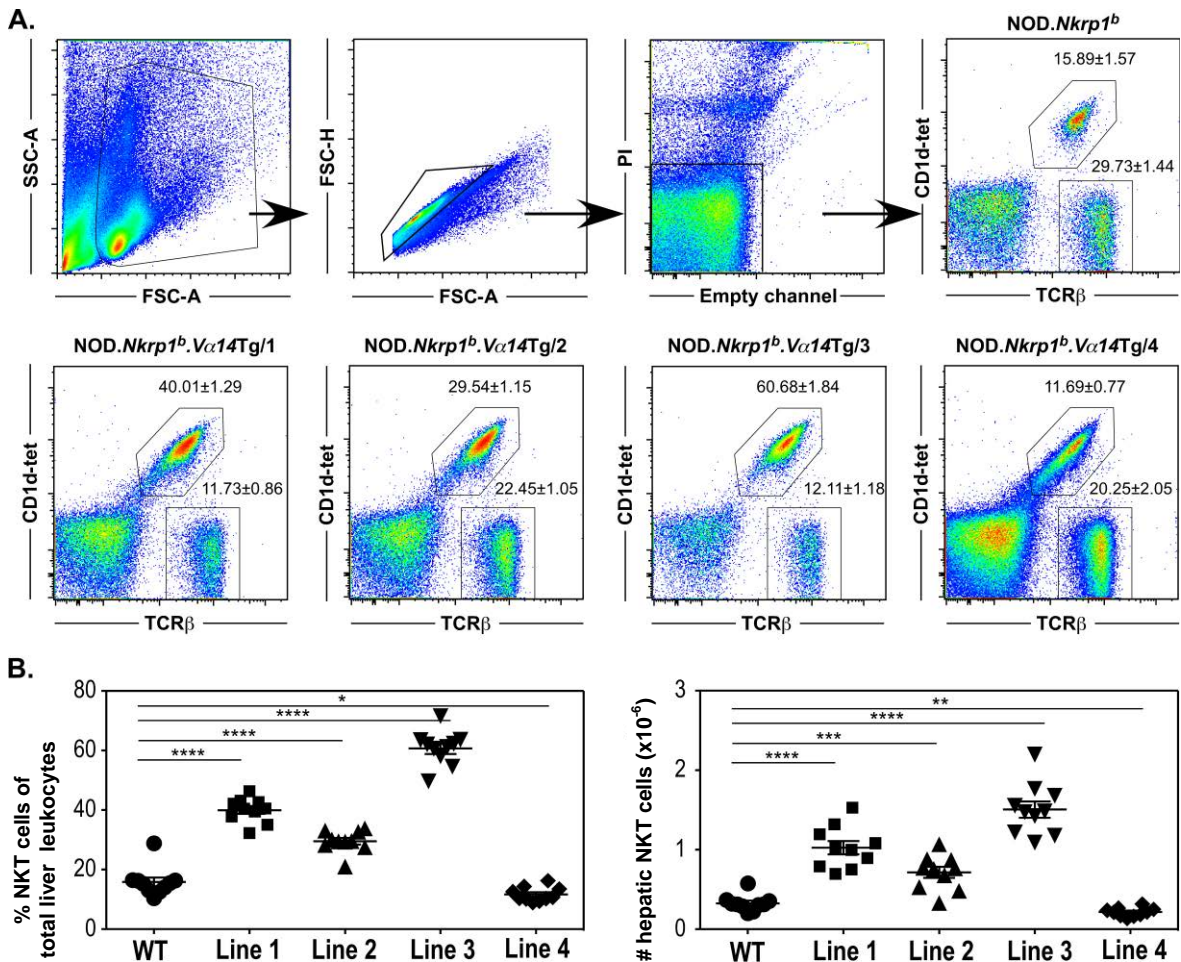 A.
NOD.Nkrp1ᵇ
SSC-A
FSC-A
FSC-H
FSC-A
PI
Empty channel
CD1d-tet
15.89±1.57
29.73±1.44
TCRβ
NOD.Nkrp1ᵇ.Vα14Tg/1
CD1d-tet
40.01±1.29
11.73±0.86
TCRβ
NOD.Nkrp1ᵇ.Vα14Tg/2
CD1d-tet
29.54±1.15
22.45±1.05
TCRβ
NOD.Nkrp1ᵇ.Vα14Tg/3
CD1d-tet
60.68±1.84
12.11±1.18
TCRβ
NOD.Nkrp1ᵇ.Vα14Tg/4
CD1d-tet
11.69±0.77
20.25±2.05
TCRβ
B.
% NKT cells of
total liver leukocytes
80
60
40
20
0
*
****
****
****
WT Line 1 Line 2 Line 3 Line 4
# hepatic NKT cells (x10⁻⁶)
3
2
1
0
**
****
***
****
WT Line 1 Line 2 Line 3 Line 4